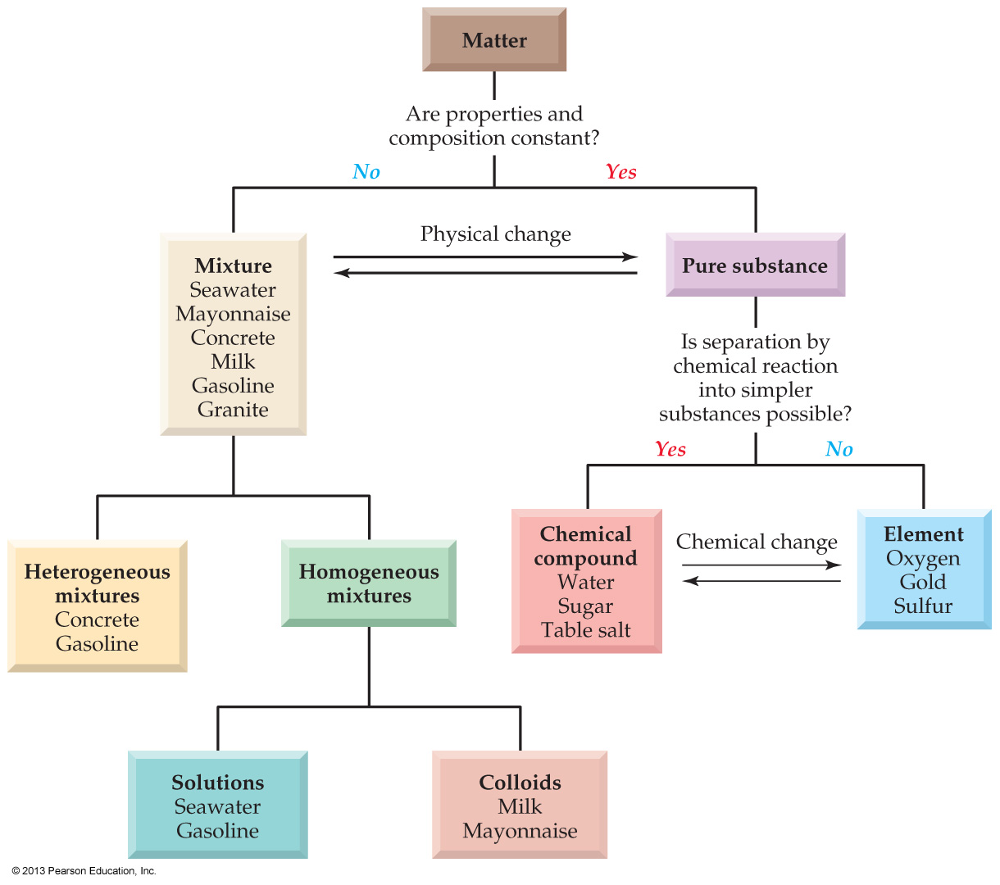 Matter
Are properties and
composition constant?
No
Yes
Physical change
Mixture
Seawater
Mayonnaise
Concrete
Milk
Gasoline
Granite
Pure substance
Is separation by
chemical reaction
into simpler
substances possible?
Yes
No
Heterogeneous
mixtures
Concrete
Gasoline
Homogeneous
mixtures
Chemical
compound
Water
Sugar
Table salt
Chemical change
Element
Oxygen
Gold
Sulfur
Solutions
Seawater
Gasoline
Colloids
Milk
Mayonnaise
© 2013 Pearson Education, Inc.